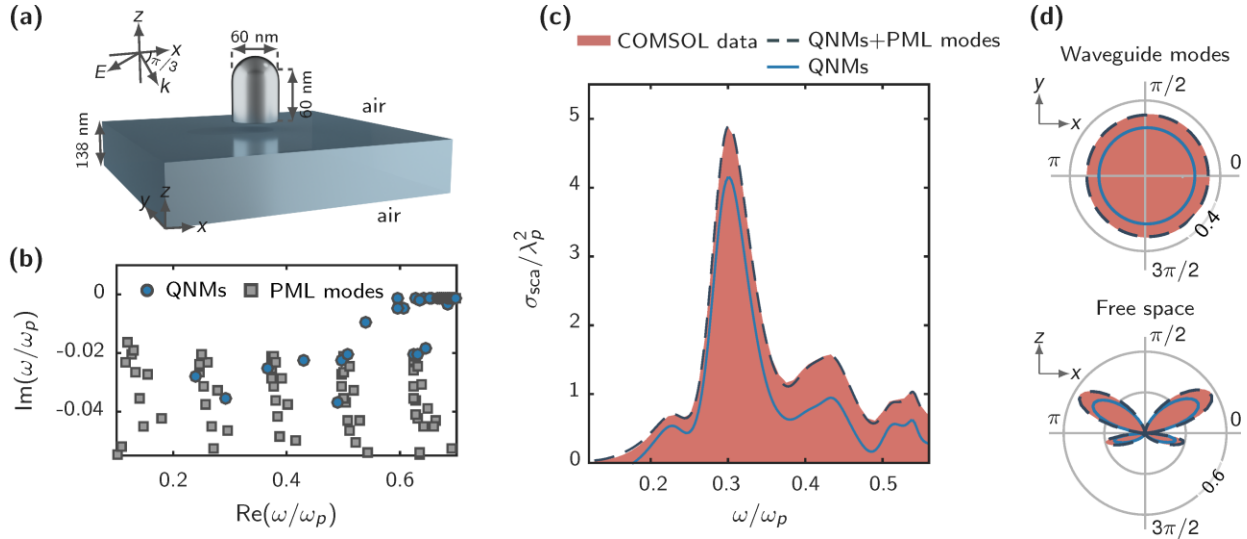 (a)
z
x
π/3
E
k
60 nm
60 nm
air
138 nm
y
z
x
air
(b)
QNMs
PML modes
0
-0.02
-0.04
Im(ω/ωp)
0.2
0.4
0.6
Re(ω/ωp)
(c)
COMSOL data
QNMs+PML modes
QNMs
5
4
3
2
1
0
σsca/λp²
0.2
0.3
0.4
0.5
ω/ωp
(d)
Waveguide modes
y
x
π/2
π
0
0.4
3π/2
Free space
z
x
π/2
π
0
0.6
3π/2